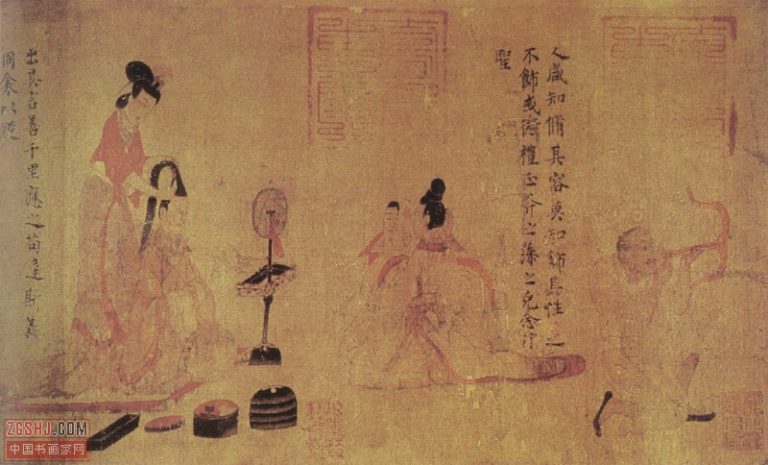 人咸知脩其容莫知飾其性之
不飾或愆禮正斧之藻之克念作
聖
出其言善千里應之苟違斯義
同衾以疑
ZGSHJ.COM
中国书画家网